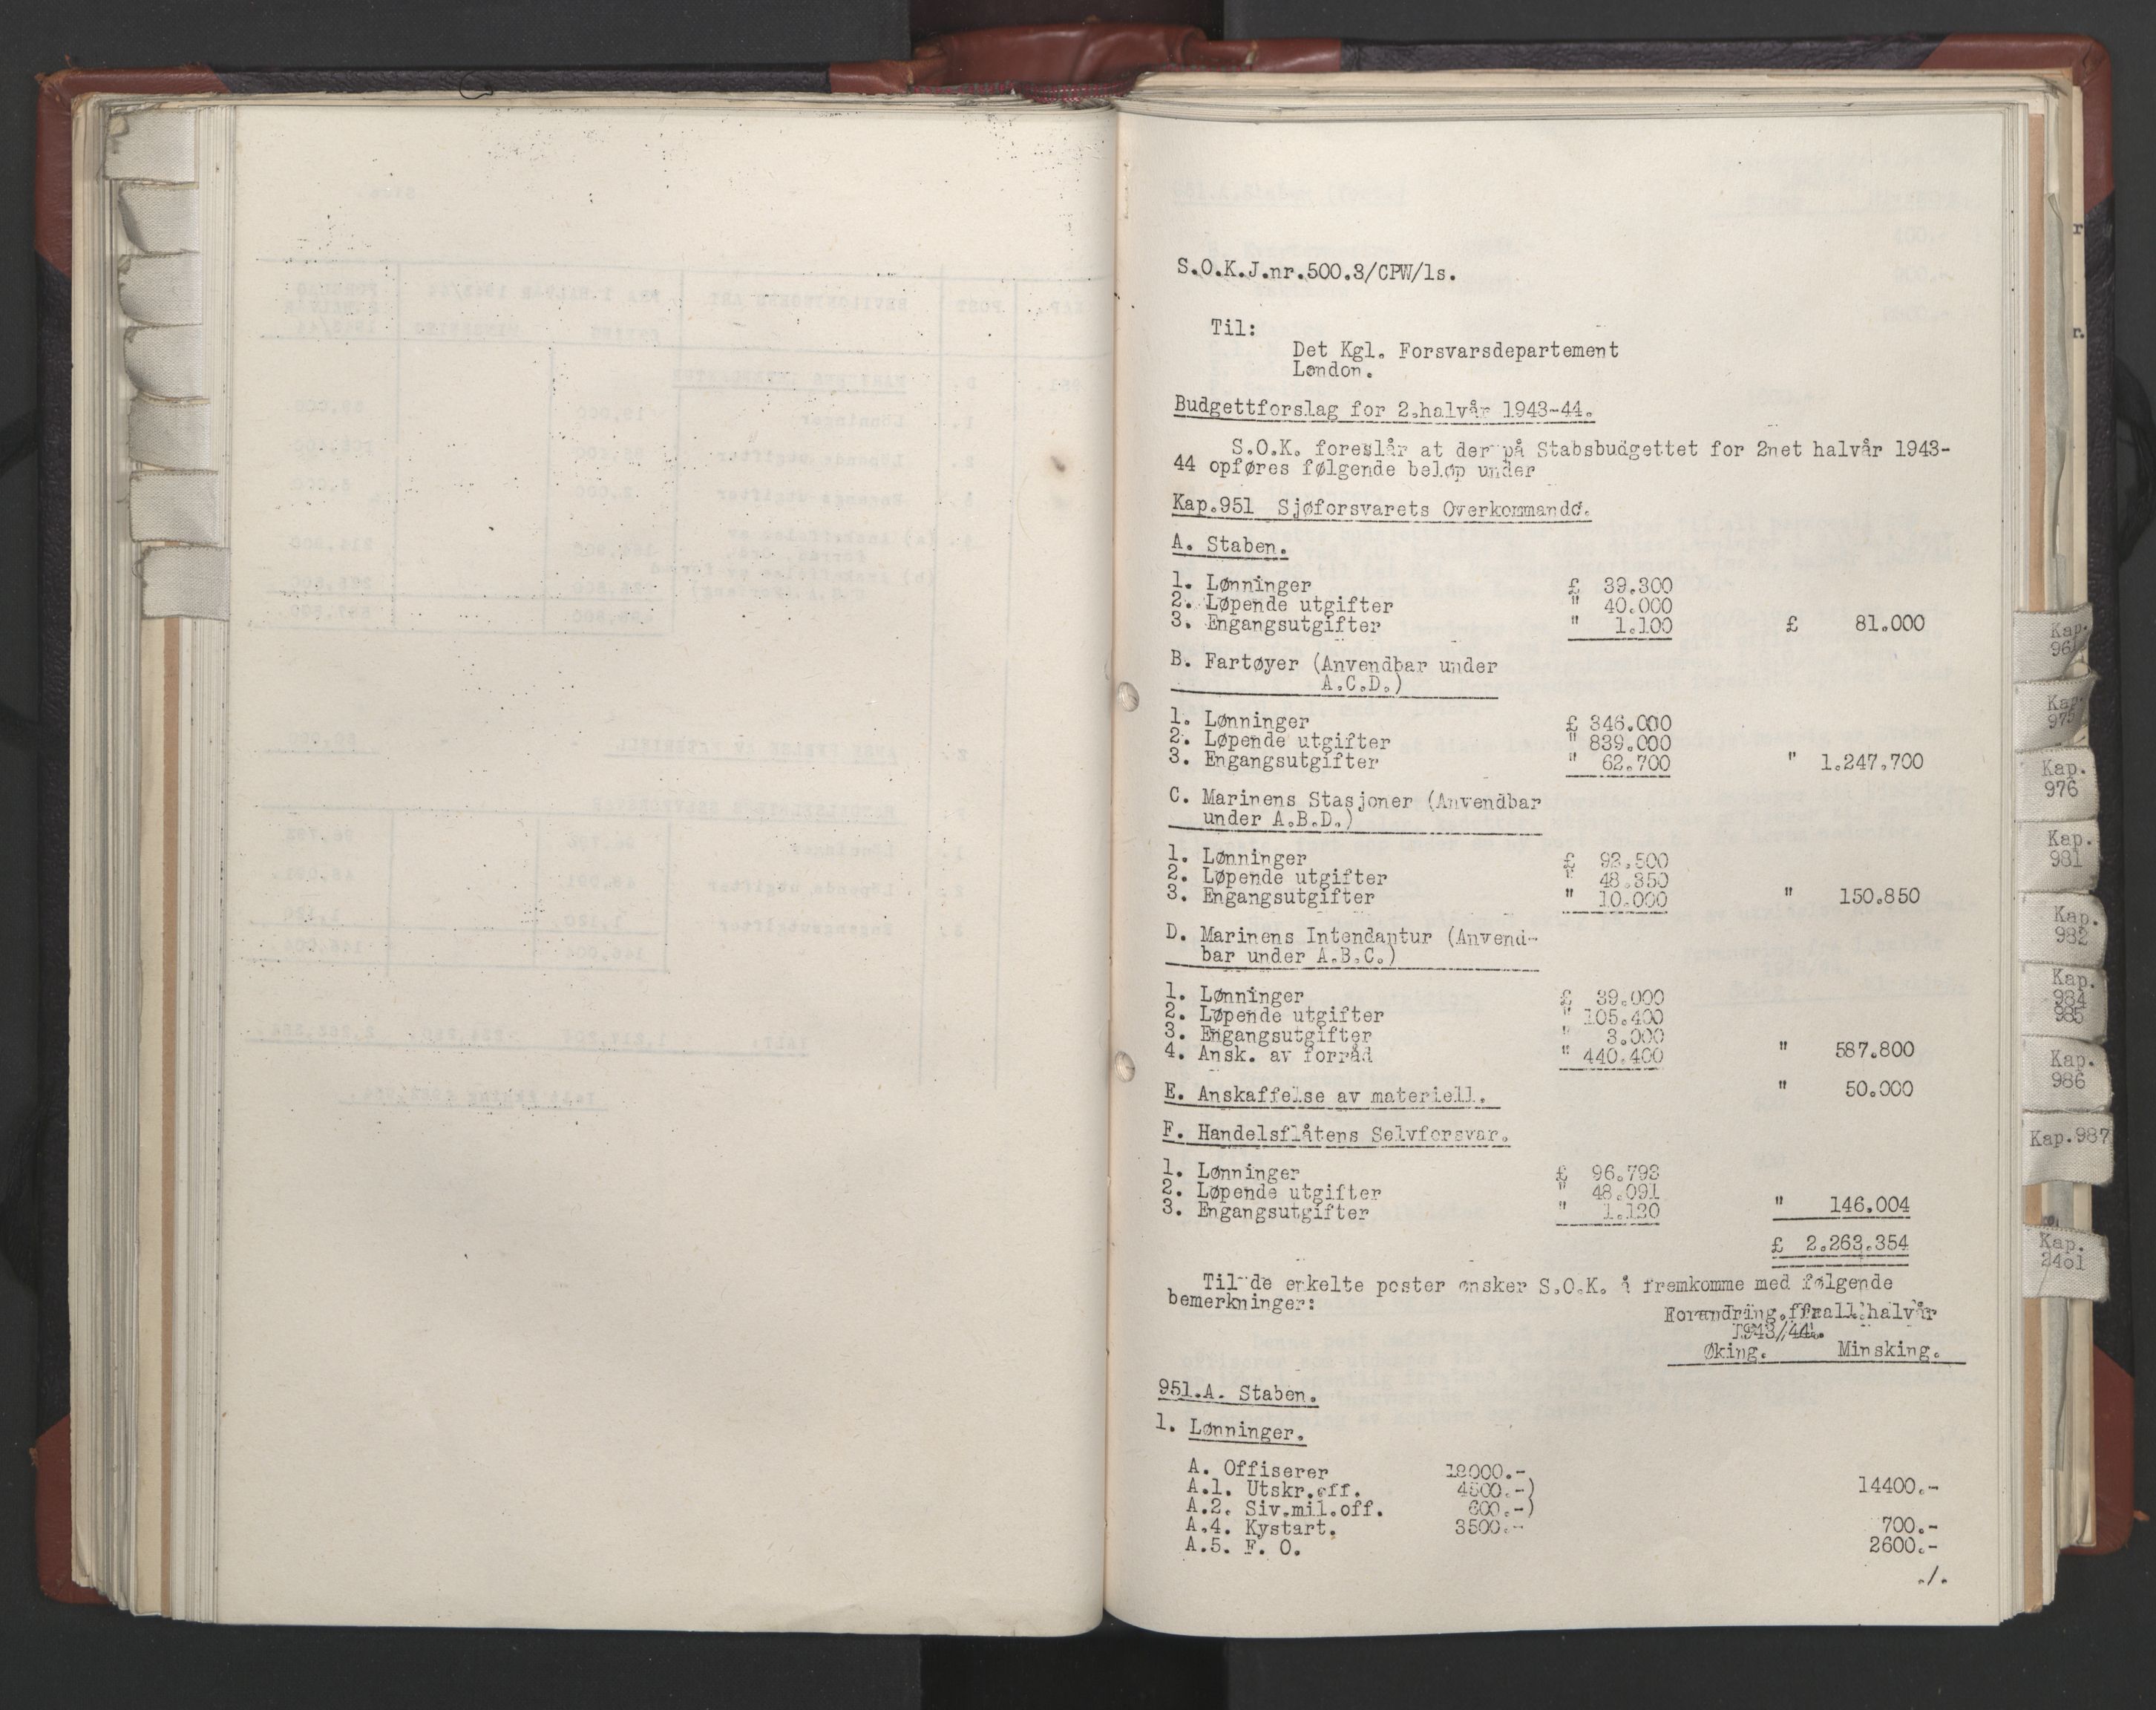 S.O.K.J.nr.500.3/CPW/ls.
Til:
Det Kgl. Forsvarsdepartement
London.
Budgettforslag for 2.halvår 1943-44.
S.O.K. foreslår at der på Stabsbudgettet for 2net halvår 1943-
44 opføres følgende beløp under
Kap.951 Sjøforsvarets Overkommando.
A. Staben.
1. Lønninger £ 39.300
2. Løpende utgifter " 40.000
3. Engangsutgifter " 1.100 £ 81.000
B. Fartøyer (Anvendbar under
A.C.D.)
1. Lønninger £ 346.000
2. Løpende utgifter " 839.000
3. Engangsutgifter " 62.700 " 1.247.700
C. Marinens Stasjoner (Anvendbar
under A.B.D.)
1. Lønninger £ 92.500
2. Løpende utgifter " 48.350
3. Engangsutgifter " 10.000 " 150.850
D. Marinens Intendantur (Anvend-
bar under A.B.C.)
1. Lønninger £ 39.000
2. Løpende utgifter " 105.400
3. Engangsutgifter " 3.000
4. Ansk. av forråd " 440.400 " 587.800
E. Anskaffelse av materiell. " 50.000
F. Handelsflåtens Selvforsvar.
1. Lønninger £ 96.793
2. Løpende utgifter " 48.091
3. Engangsutgifter " 1.120 " 146.004
£ 2.263.354
Til de enkelte poster ønsker S.O.K. å fremkomme med følgende
bemerkninger:
Forandring fra 1.halvår
1943/44.
Øking. Minsking.
951.A. Staben.
1. Lønninger.
A. Offiserer 12000.-
A.1. Utskr.off. 4800.-) 14400.-
A.2. Siv.mil.off. 600.-)
A.4. Kystart. 3500.- 700.-
A.5. F. O. 2600.-
./.
Kap.
Kap.
975
Kap.
976
Kap.
981
Kap.
982
Kap.
984
985
Kap.
986
Kap.987
Kap.
2401